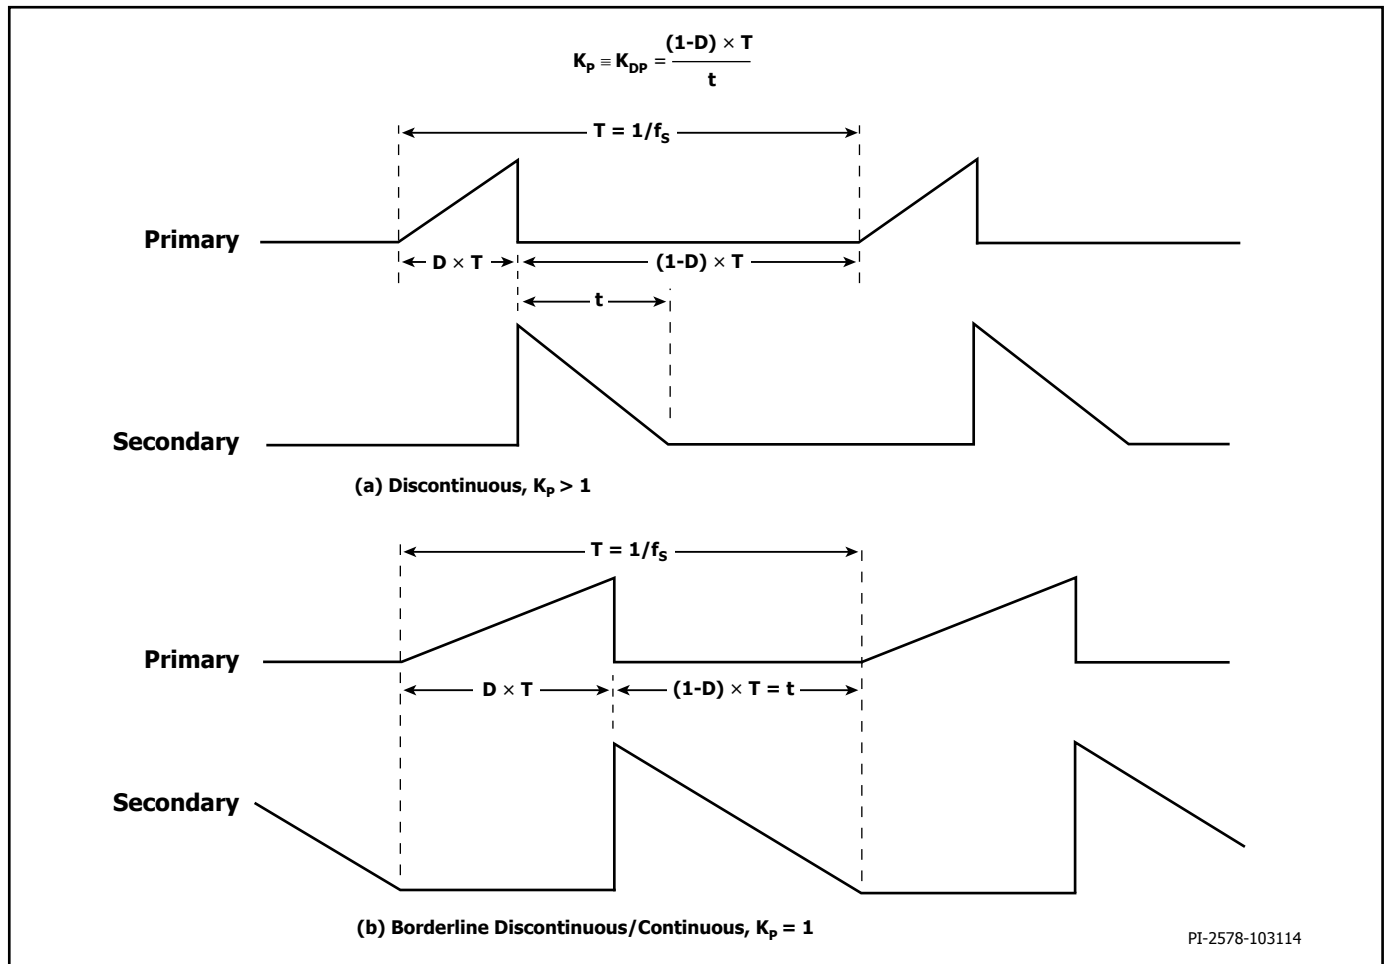 K_P ≡ K_DP = (1-D) × T / t
T = 1/f_S
Primary
D × T
(1-D) × T
t
Secondary
(a) Discontinuous, K_P > 1
T = 1/f_S
Primary
D × T
(1-D) × T = t
Secondary
(b) Borderline Discontinuous/Continuous, K_P = 1
PI-2578-103114